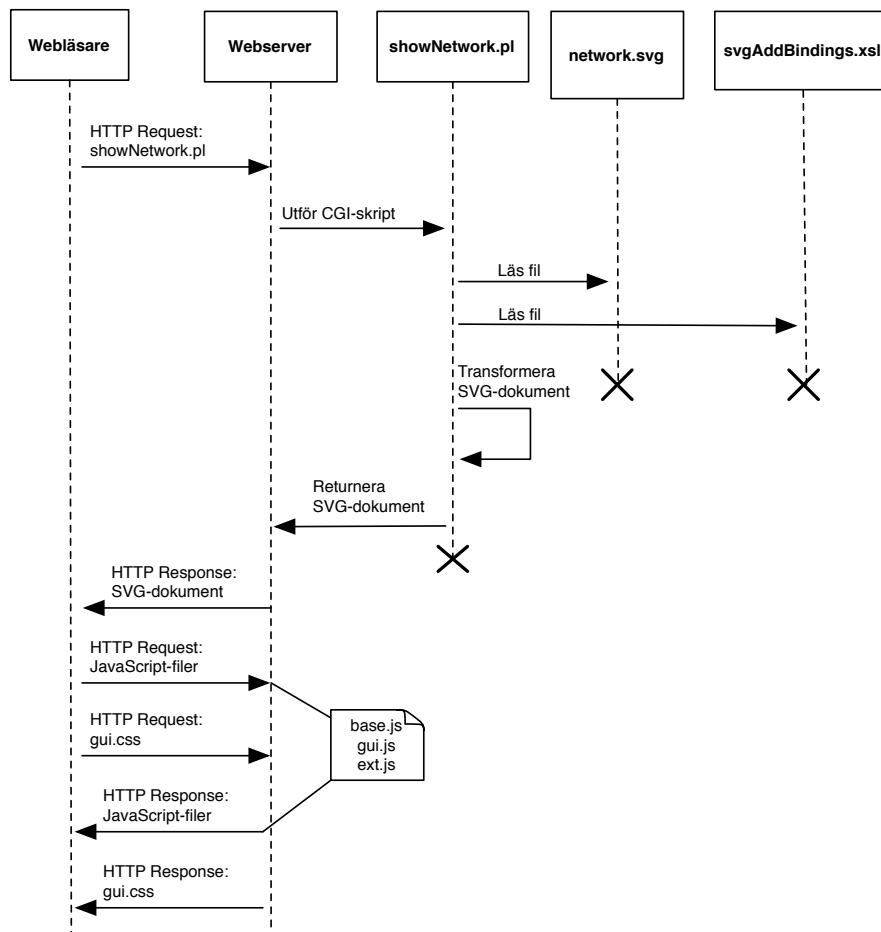 Webläsare
Webserver
showNetwork.pl
network.svg
svgAddBindings.xsl
HTTP Request:
showNetwork.pl
Utför CGI-skript
Läs fil
Läs fil
Transformera
SVG-dokument
Returnera
SVG-dokument
HTTP Response:
SVG-dokument
HTTP Request:
JavaScript-filer
HTTP Request:
gui.css
base.js
gui.js
ext.js
HTTP Response:
JavaScript-filer
HTTP Response:
gui.css